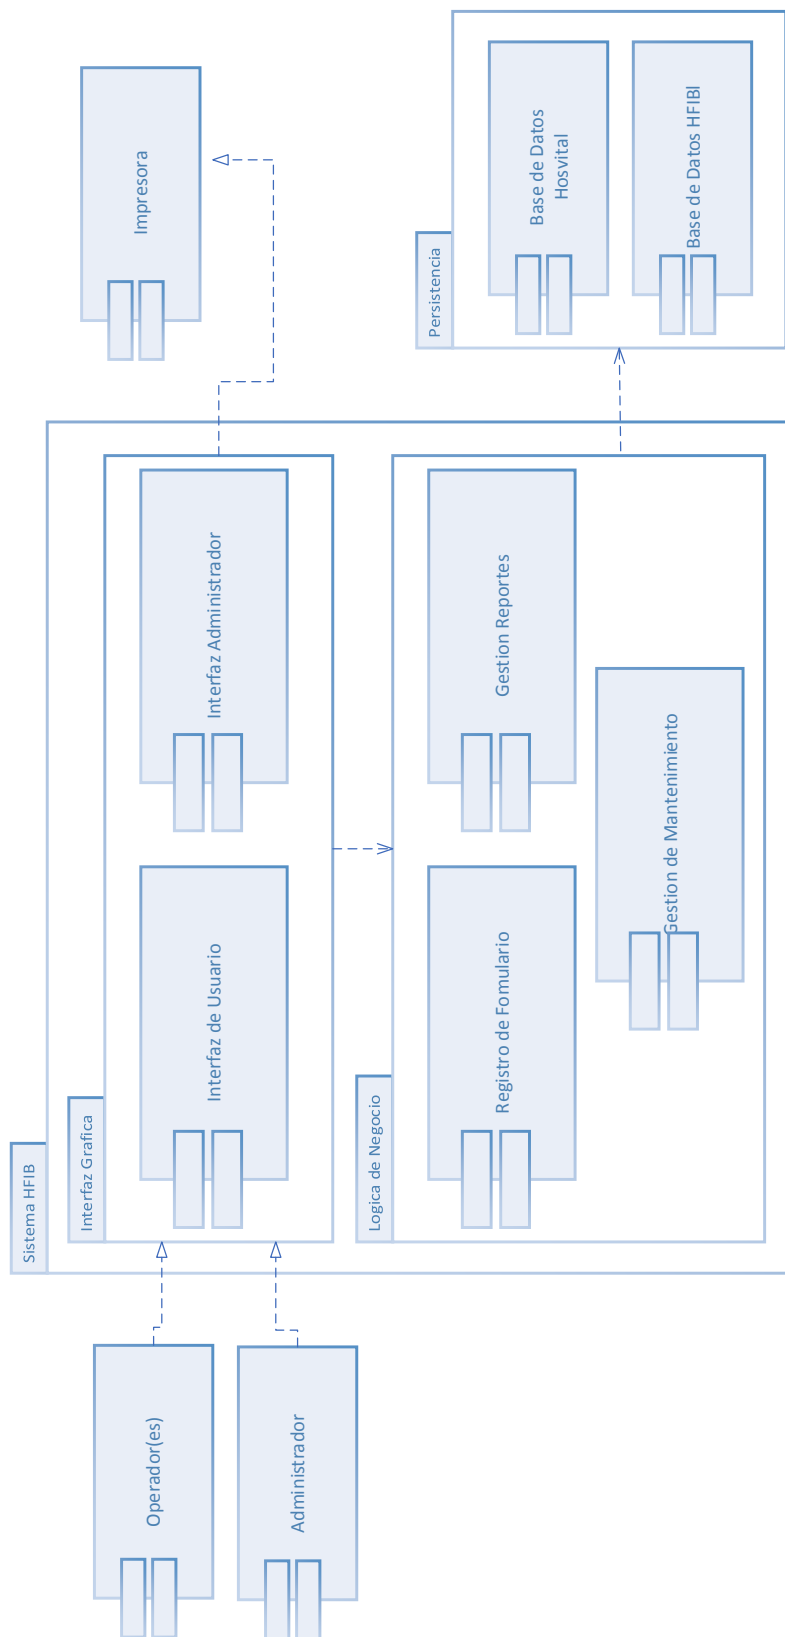 Sistema HFIB
Interfaz Grafica
Operador(es)
Interfaz de Usuario
Interfaz Administrador
Impresora
Administrador
Logica de Negocio
Registro de Fomulario
Gestion Reportes
Gestion de Mantenimiento
Persistencia
Base de Datos
Hosvital
Base de Datos HFIBI